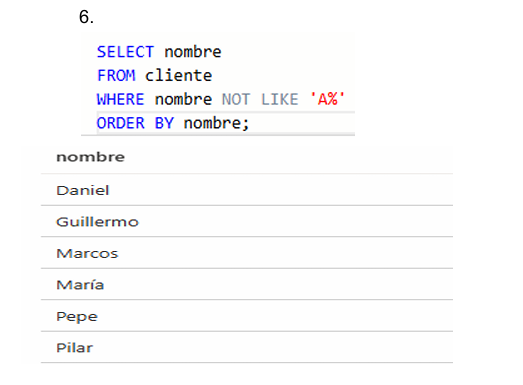 6.
SELECT nombre
FROM cliente
WHERE nombre NOT LIKE 'A%'
ORDER BY nombre;
nombre
Daniel
Guillermo
Marcos
María
Pepe
Pilar